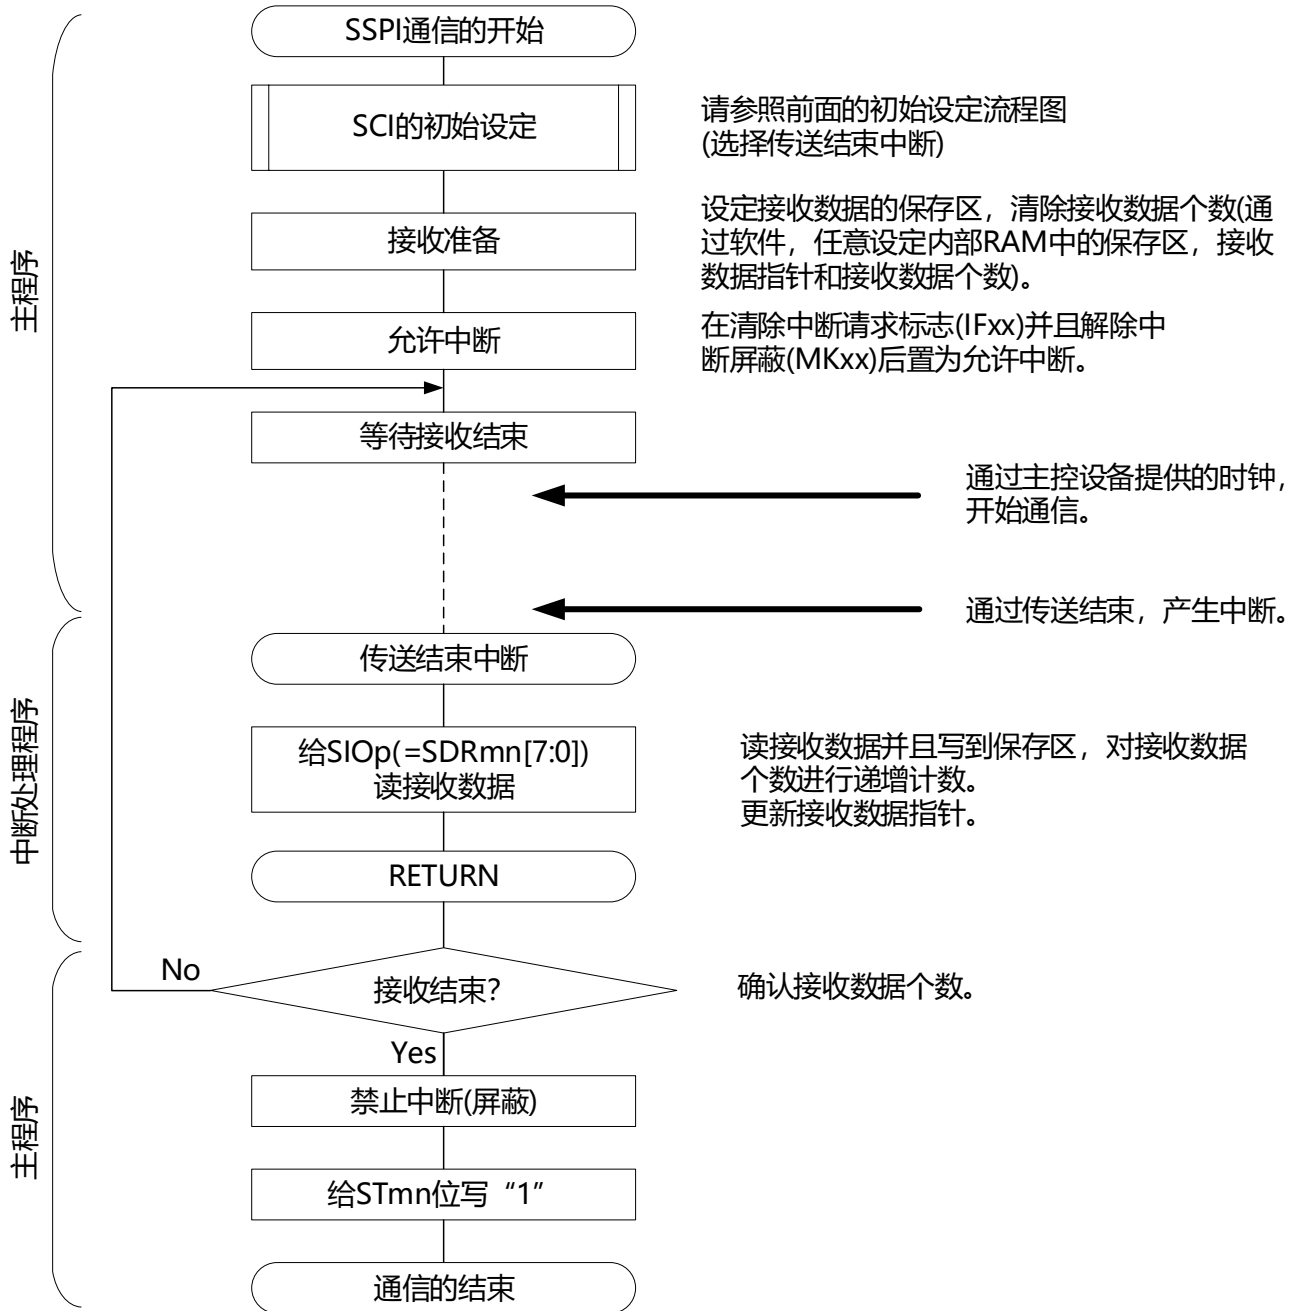 SSPI通信的开始
SCI的初始设定
请参照前面的初始设定流程图
(选择传送结束中断)
接收准备
设定接收数据的保存区，清除接收数据个数(通
过软件，任意设定内部RAM中的保存区，接收
数据指针和接收数据个数)。
主程序
允许中断
在清除中断请求标志(IFxx)并且解除中
断屏蔽(MKxx)后置为允许中断。
等待接收结束
通过主控设备提供的时钟，
开始通信。
通过传送结束，产生中断。
传送结束中断
中断处理程序
给SIOp(=SDRmn[7:0])
读接收数据
读接收数据并且写到保存区，对接收数据
个数进行递增计数。
更新接收数据指针。
RETURN
No
接收结束？
确认接收数据个数。
Yes
主程序
禁止中断(屏蔽)
给STmn位写“1”
通信的结束